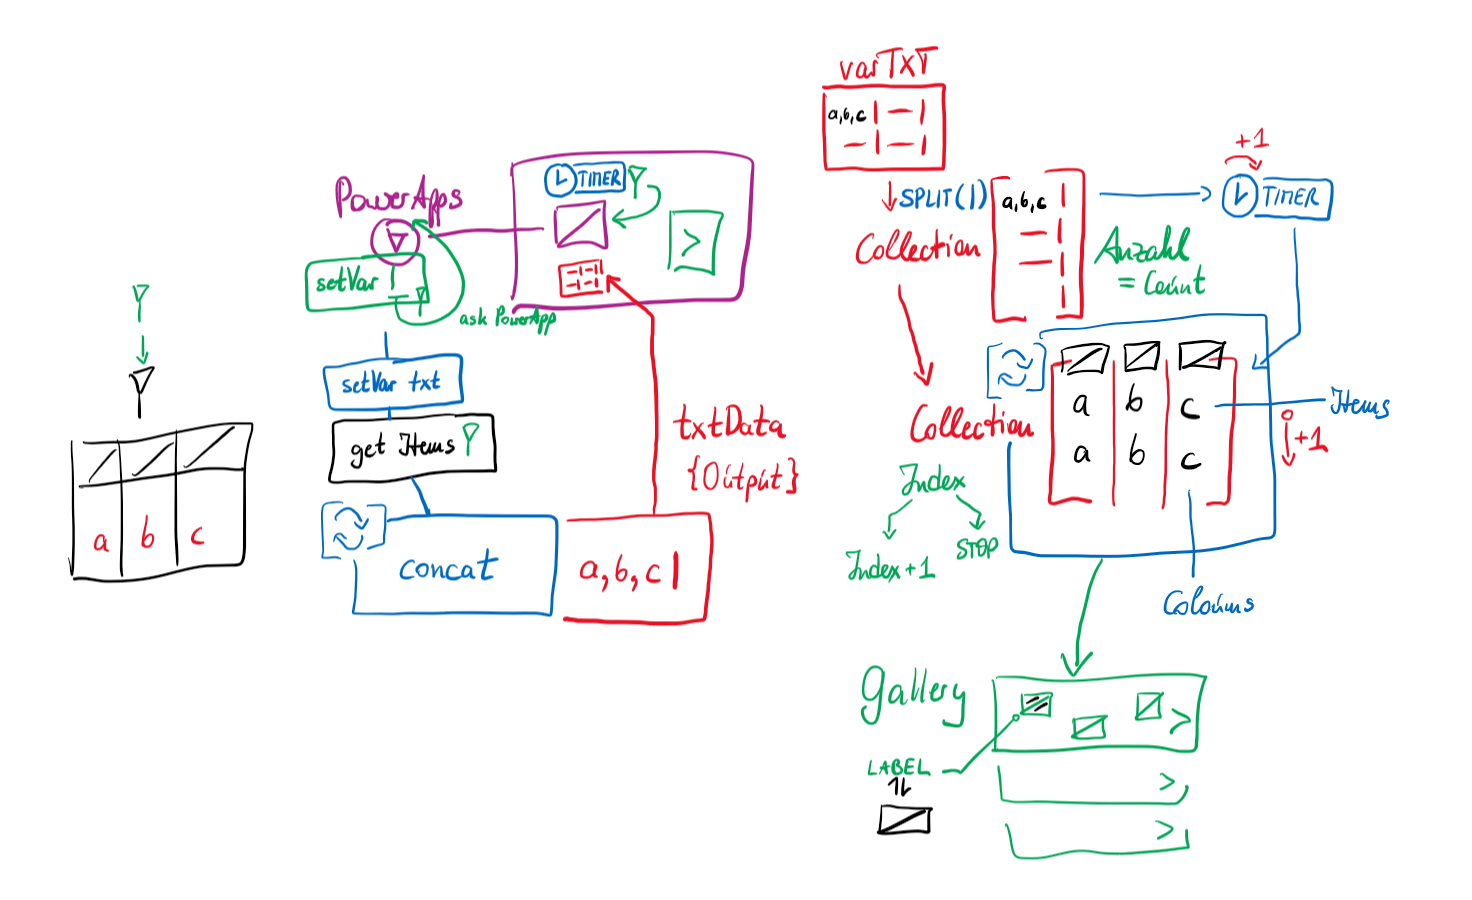 a b c
PowerApps
setVar
ask PowerApp
setVar txt
get Items
concat
a, b, c |
TIMER
>
txtData
{Output}
varTXT
a,b,c
SPLIT(|)
Collection
a, b, c
Anzahl
= Count
+1
TIMER
Collection
a b c
a b c
Items
+1
Coloums
Index
Index+1
STOP
Gallery
>
LABEL
>
>